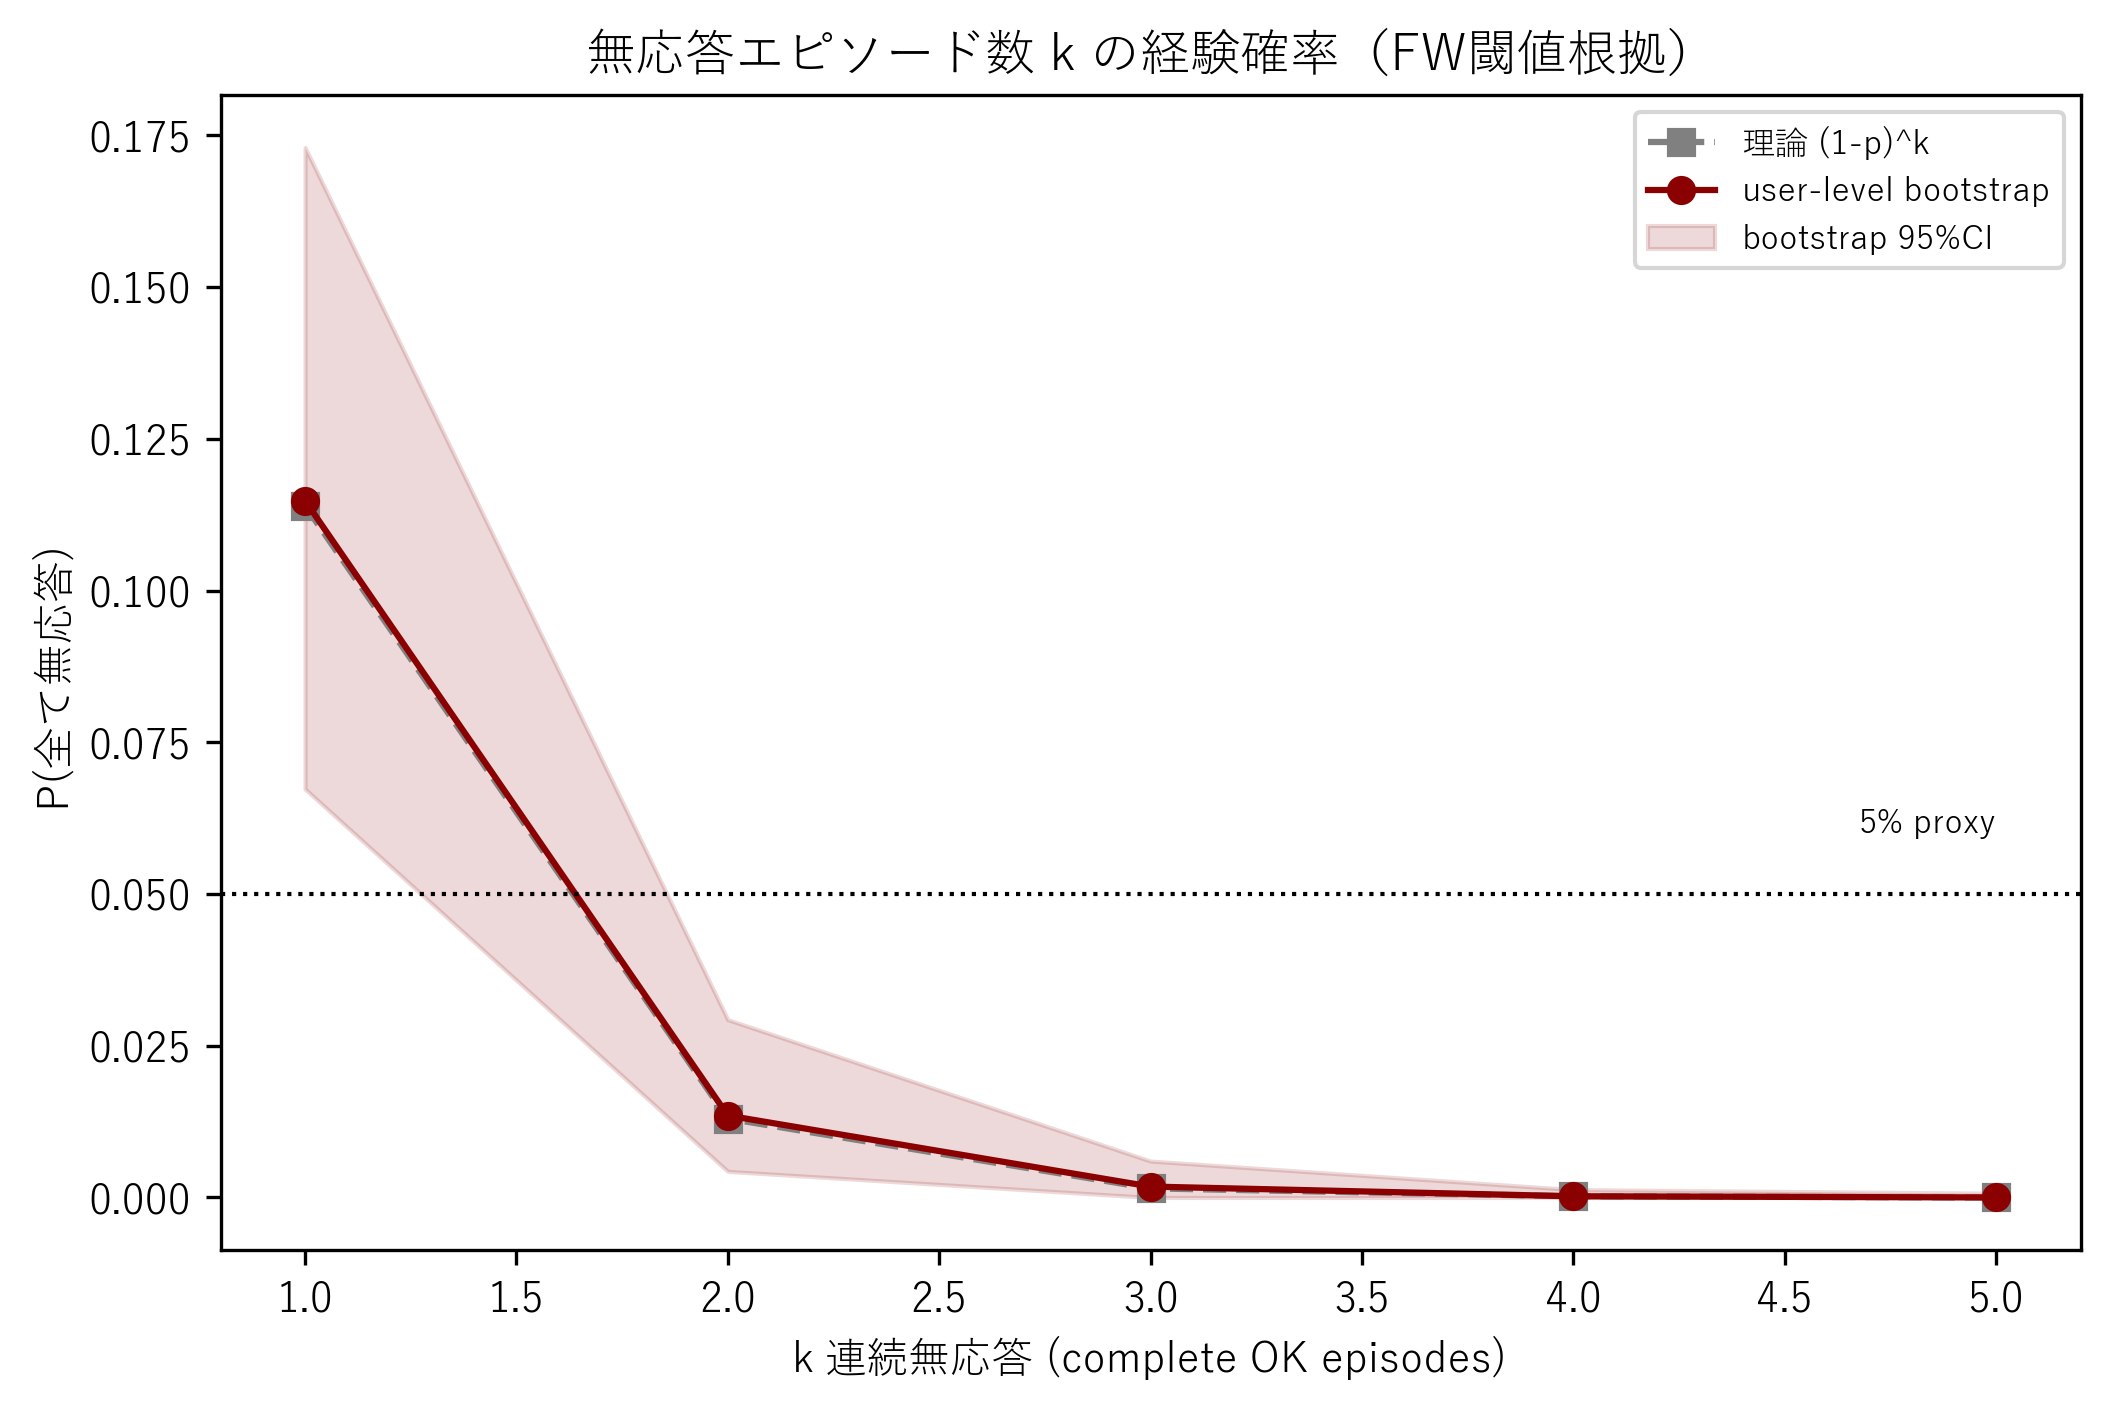 無応答エピソード数 k の経験確率（FW閾値根拠）
理論 (1-p)^k
user-level bootstrap
bootstrap 95%CI
P(全て無応答)
0.175
0.150
0.125
0.100
0.075
0.050
0.025
0.000
5% proxy
1.0 1.5 2.0 2.5 3.0 3.5 4.0 4.5 5.0
k 連続無応答 (complete OK episodes)